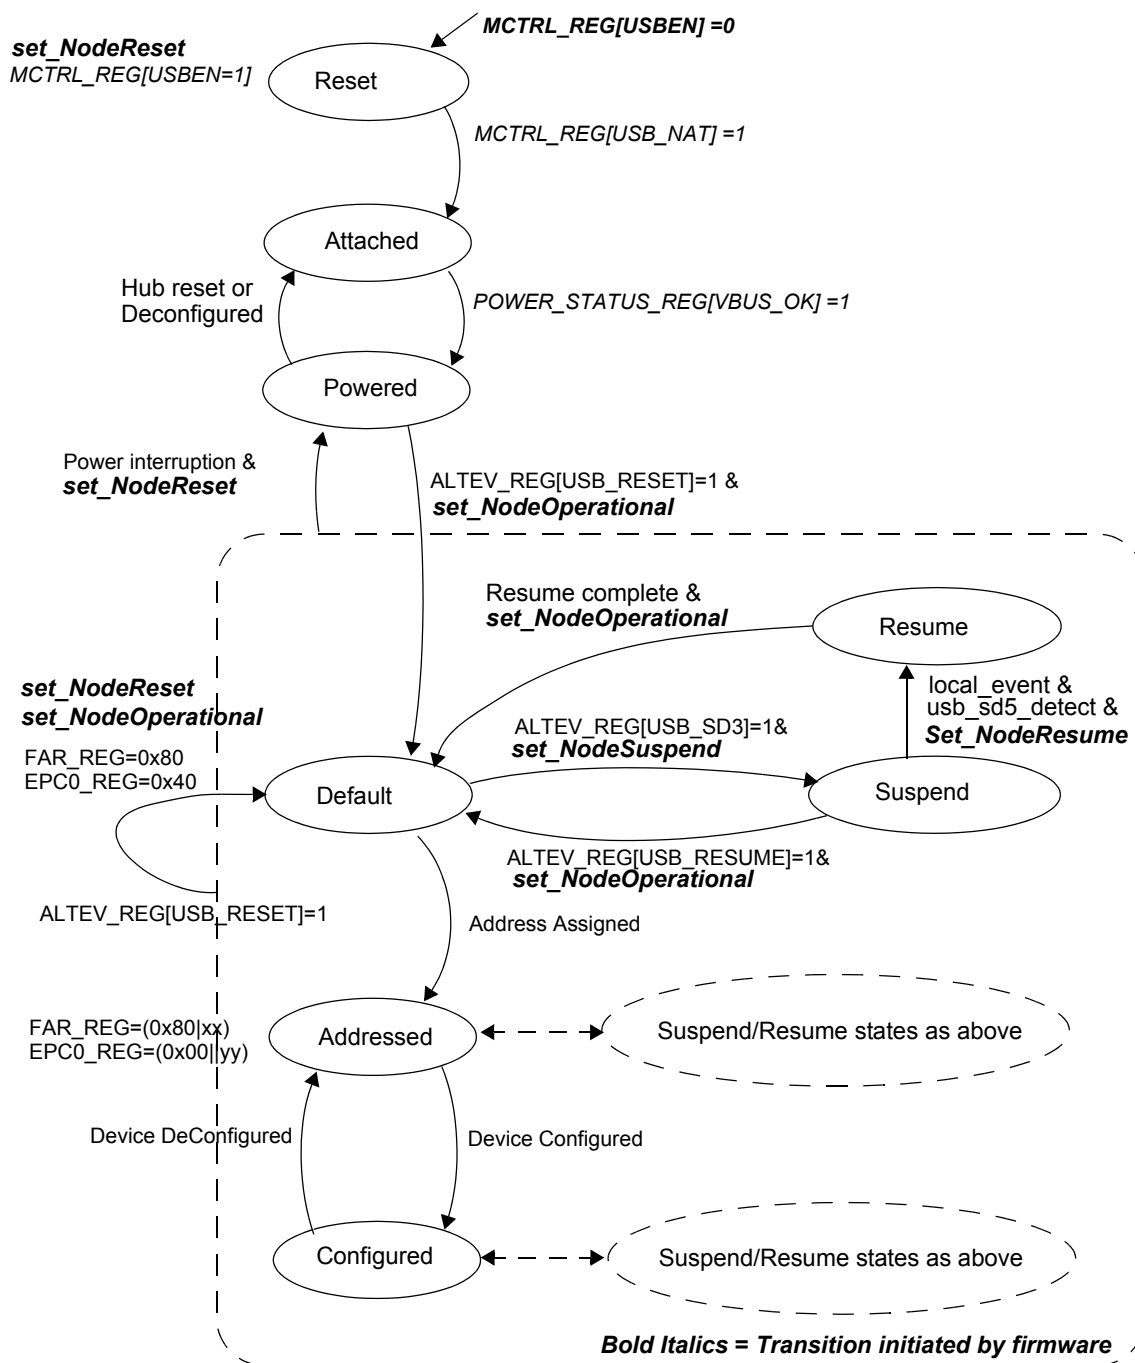 MCTRL_REG[USBEN] =0
set_NodeReset
MCTRL_REG[USBEN=1]
Reset
MCTRL_REG[USB_NAT] =1
Attached
Hub reset or
Deconfigured
POWER_STATUS_REG[VBUS_OK] =1
Powered
Power interruption &
set_NodeReset
ALTEV_REG[USB_RESET]=1 &
set_NodeOperational
Resume complete &
set_NodeOperational
Resume
set_NodeReset
set_NodeOperational
local_event &
usb_sd5_detect &
Set_NodeResume
FAR_REG=0x80
EPC0_REG=0x40
ALTEV_REG[USB_SD3]=1&
set_NodeSuspend
Default
Suspend
ALTEV_REG[USB_RESUME]=1&
set_NodeOperational
ALTEV_REG[USB_RESET]=1
Address Assigned
FAR_REG=(0x80|xx)
EPC0_REG=(0x00||yy)
Addressed
Suspend/Resume states as above
Device DeConfigured
Device Configured
Configured
Suspend/Resume states as above
Bold Italics = Transition initiated by firmware